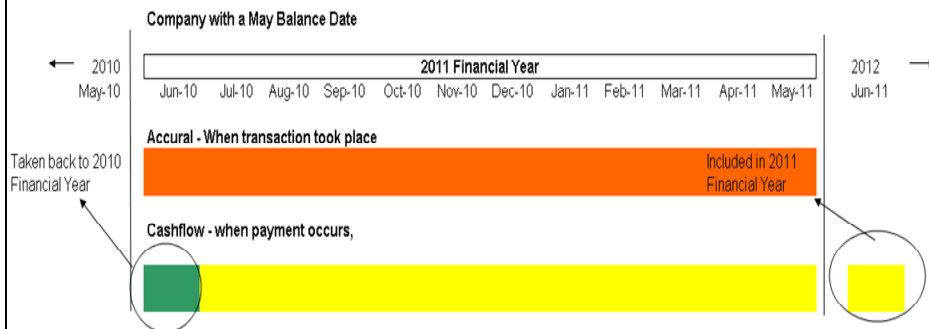 Company with a May Balance Date
2010
2011 Financial Year
2012
May-10
Jun-10 Jul-10 Aug-10 Sep-10 Oct-10 Nov-10 Dec-10 Jan-11 Feb-11 Mar-11 Apr-11 May-11
Jun-11
Accural - When transaction took place
Taken back to 2010
Financial Year
Included in 2011
Financial Year
Cashflow - when payment occurs,